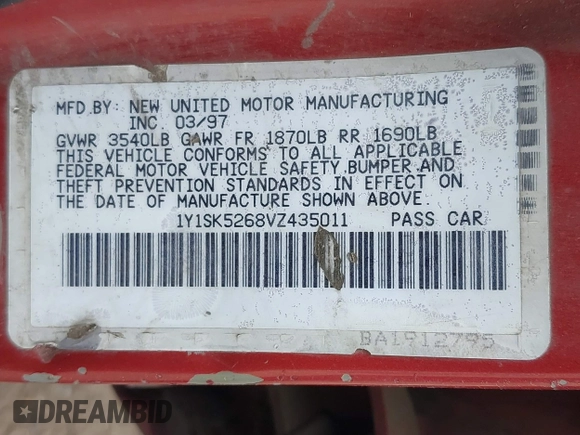 MFD.BY: NEW UNITED MOTOR MANUFACTURING
INC 03/97
GVWR 3540LB GAWR FR 1870LB RR 1690LB
THIS VEHICLE CONFORMS TO ALL APPLICABLE
FEDERAL MOTOR VEHICLE SAFETY,BUMPER AND
THEFT PREVENTION STANDARDS IN EFFECT ON
THE DATE OF MANUFACTURE SHOWN ABOVE.
1Y1SK5268VZ435011 PASS CAR
BA1912795
DREAMBID